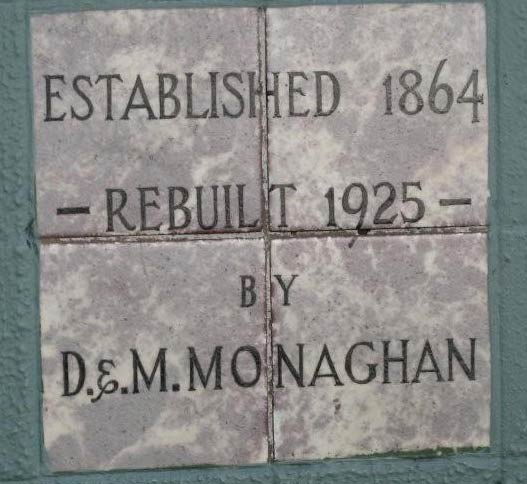 ESTABLISHED 1864
- REBUILT 1925 -
BY
D.&.M.MONAGHAN